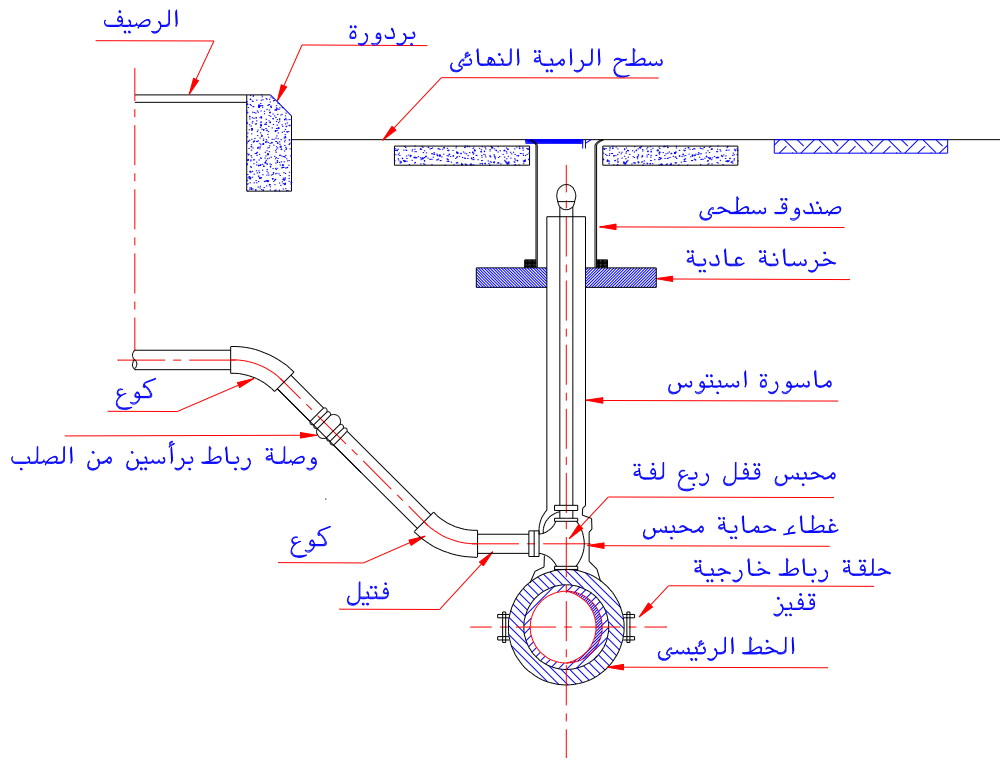 الرصيف
بردورة
سطح الرامية النهائى
صندوق سطحى
خرسانة عادية
ماسورة اسبتوس
كوع
وصلة رباط برأسين من الصلب
محبس قفل ربع لفة
غطاء حماية محبس
كوع
حلقة رباط خارجية
قفيز
فتيل
الخط الرئيسى